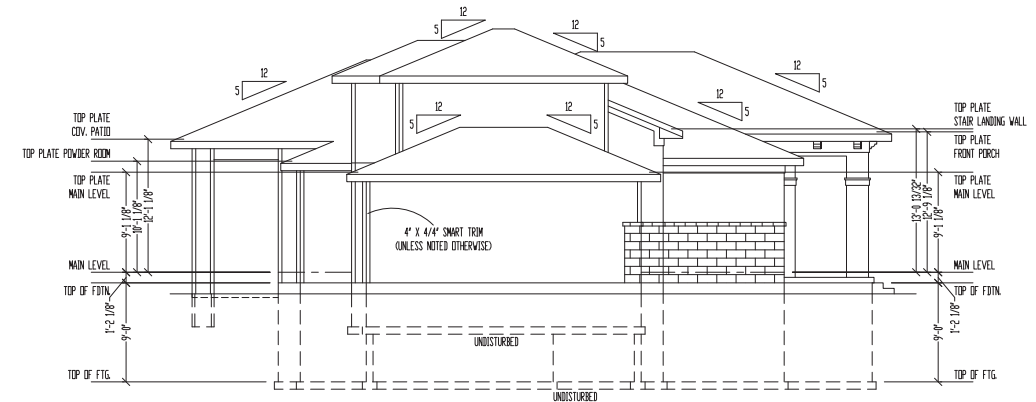 12
5
12
5
12
5
12
5
12
5
12
5
12
5
TOP PLATE
COV. PATIO
TOP PLATE POWDER ROOM
TOP PLATE
MAIN LEVEL
9'-1 1/8"
10'-1 1/8"
12'-1 1/8"
MAIN LEVEL
TOP OF FDTN.
1'-2 1/8"
9'-0"
TOP OF FTG.
4" X 4/4" SMART TRIM
(UNLESS NOTED OTHERWISE)
UNDISTURBED
UNDISTURBED
TOP PLATE
STAIR LANDING WALL
TOP PLATE
FRONT PORCH
TOP PLATE
MAIN LEVEL
13'-0 13/32"
12'-9 1/8"
9'-1 1/8"
MAIN LEVEL
TOP OF FDTN.
9'-0"
1'-2 1/8"
TOP OF FTG.